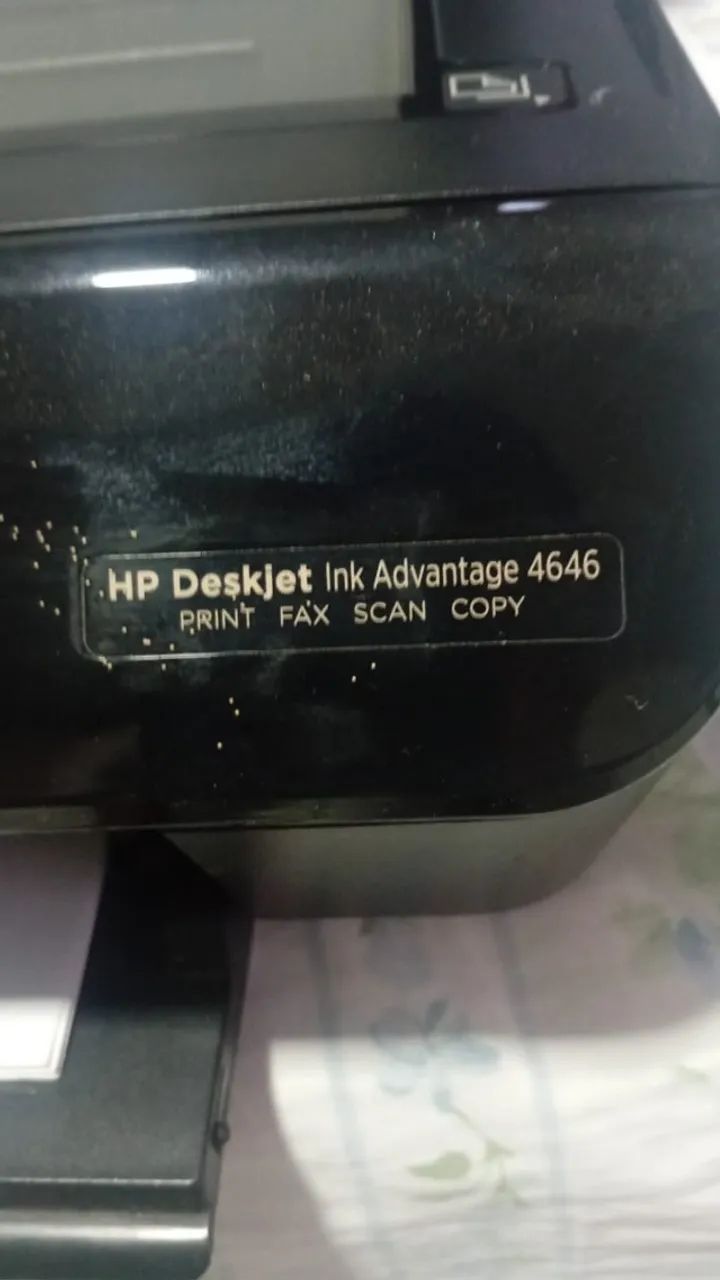 HP Deskjet Ink Advantage 4646
PRINT FAX SCAN COPY